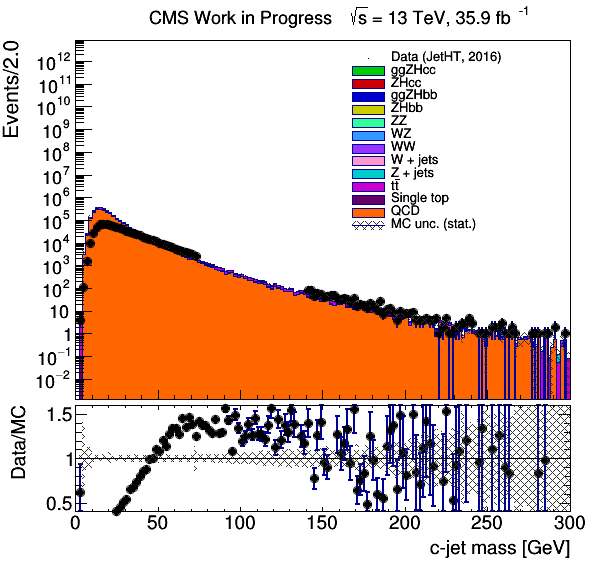 CMS Work in Progress √s = 13 TeV, 35.9 fb -1
Events/2.0
Data (JetHT, 2016)
ggZHcc
ZHcc
ggZHbb
ZHbb
ZZ
WZ
WW
W + jets
Z + jets
tt̄
Single top
QCD
MC unc. (stat.)
10^12
10^11
10^10
10^9
10^8
10^7
10^6
10^5
10^4
10^3
10^2
10
1
10^-1
10^-2
Data/MC
1.5
1
0.5
0 50 100 150 200 250 300
c-jet mass [GeV]